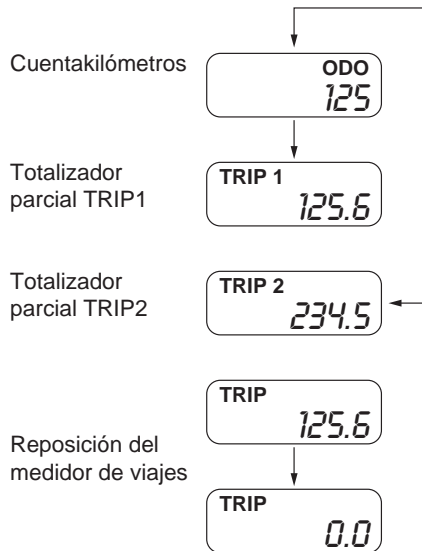 Cuentakilómetros
ODO
125
Totalizador
parcial TRIP1
TRIP 1
125.6
Totalizador
parcial TRIP2
TRIP 2
234.5
TRIP
125.6
Reposición del
medidor de viajes
TRIP
0.0